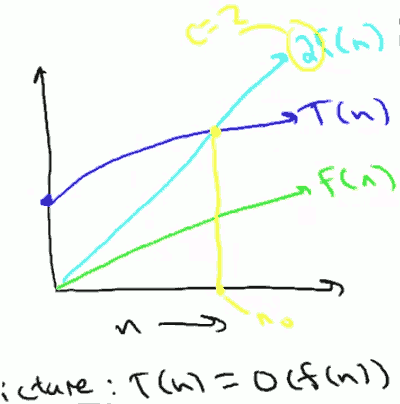 c=2
2f(n)
T(n)
f(n)
n₀
n →
icture: T(n) = O(f(n))